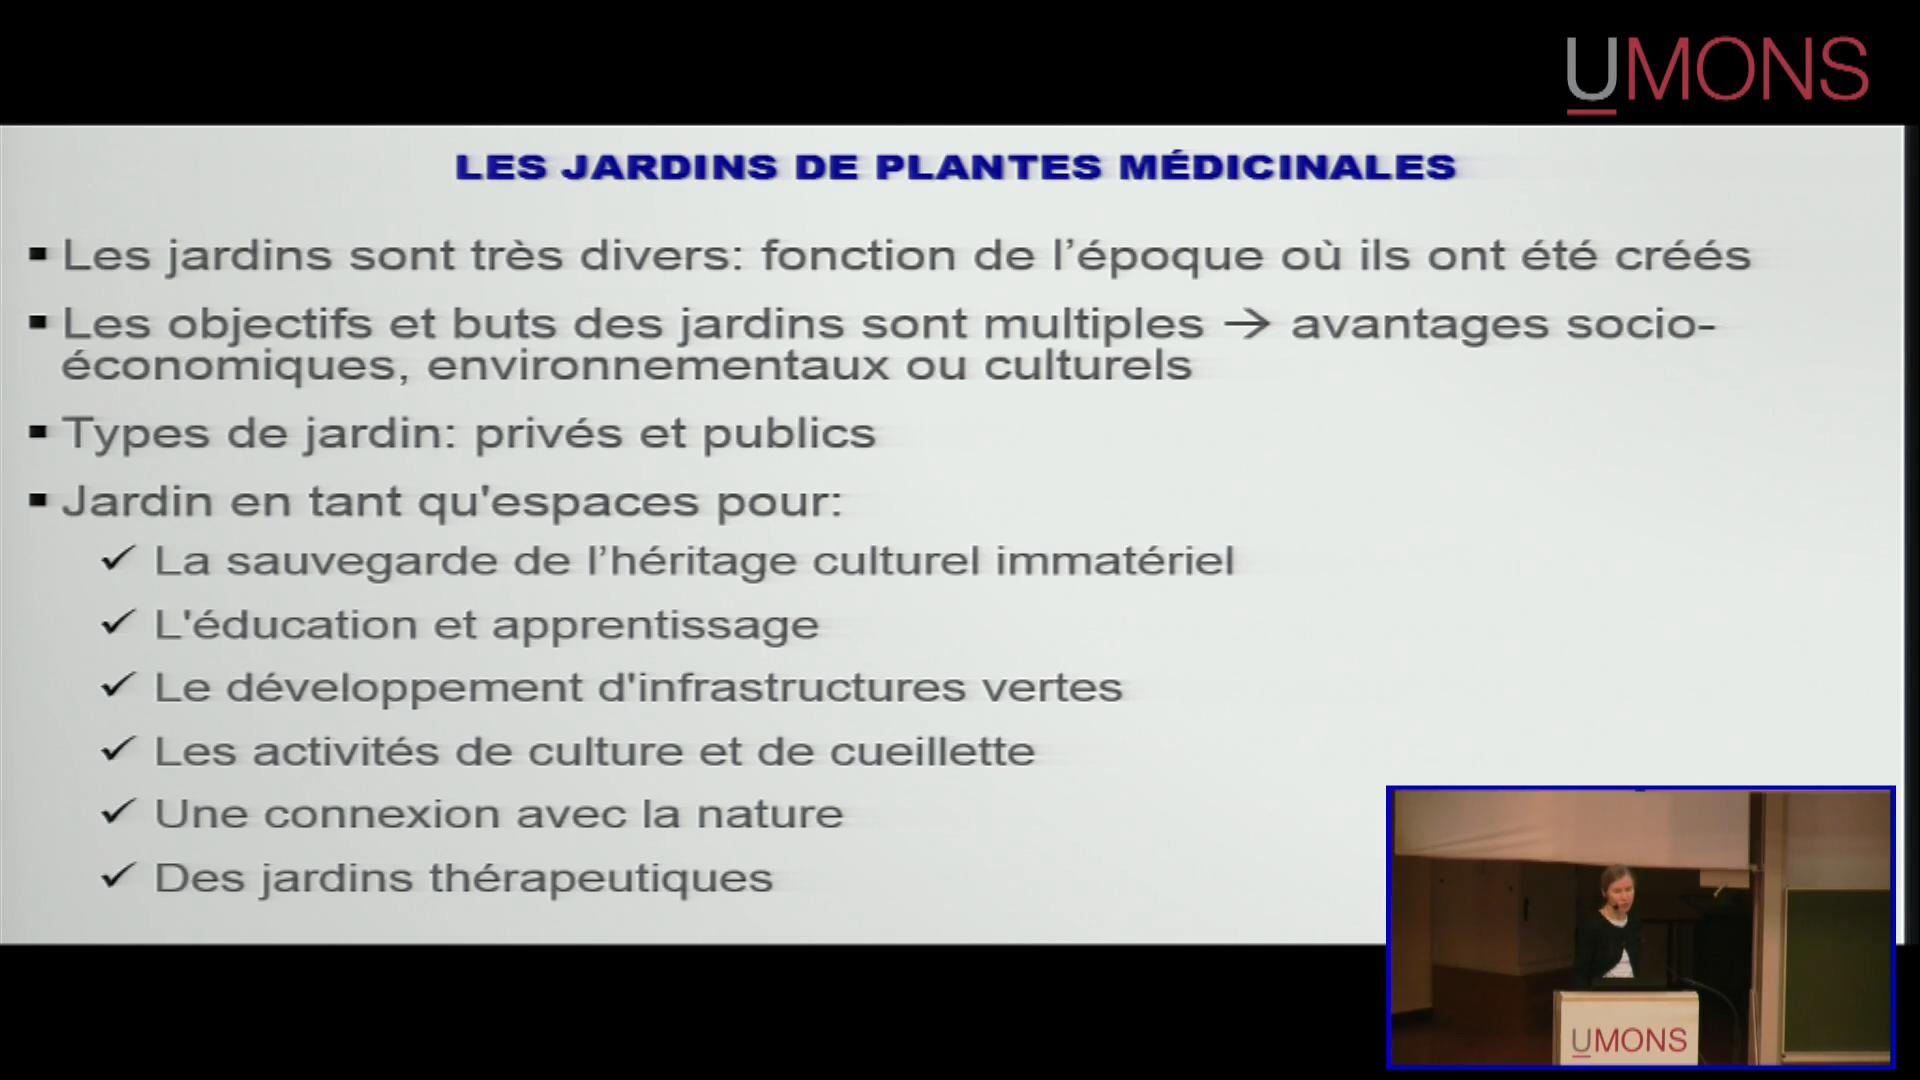 UMONS
LES JARDINS DE PLANTES MÉDICINALES
▪ Les jardins sont très divers: fonction de l’époque où ils ont été créés
▪ Les objectifs et buts des jardins sont multiples → avantages socio-
économiques, environnementaux ou culturels
▪ Types de jardin: privés et publics
▪ Jardin en tant qu'espaces pour:
✓ La sauvegarde de l’héritage culturel immatériel
✓ L'éducation et apprentissage
✓ Le développement d'infrastructures vertes
✓ Les activités de culture et de cueillette
✓ Une connexion avec la nature
✓ Des jardins thérapeutiques
UMONS